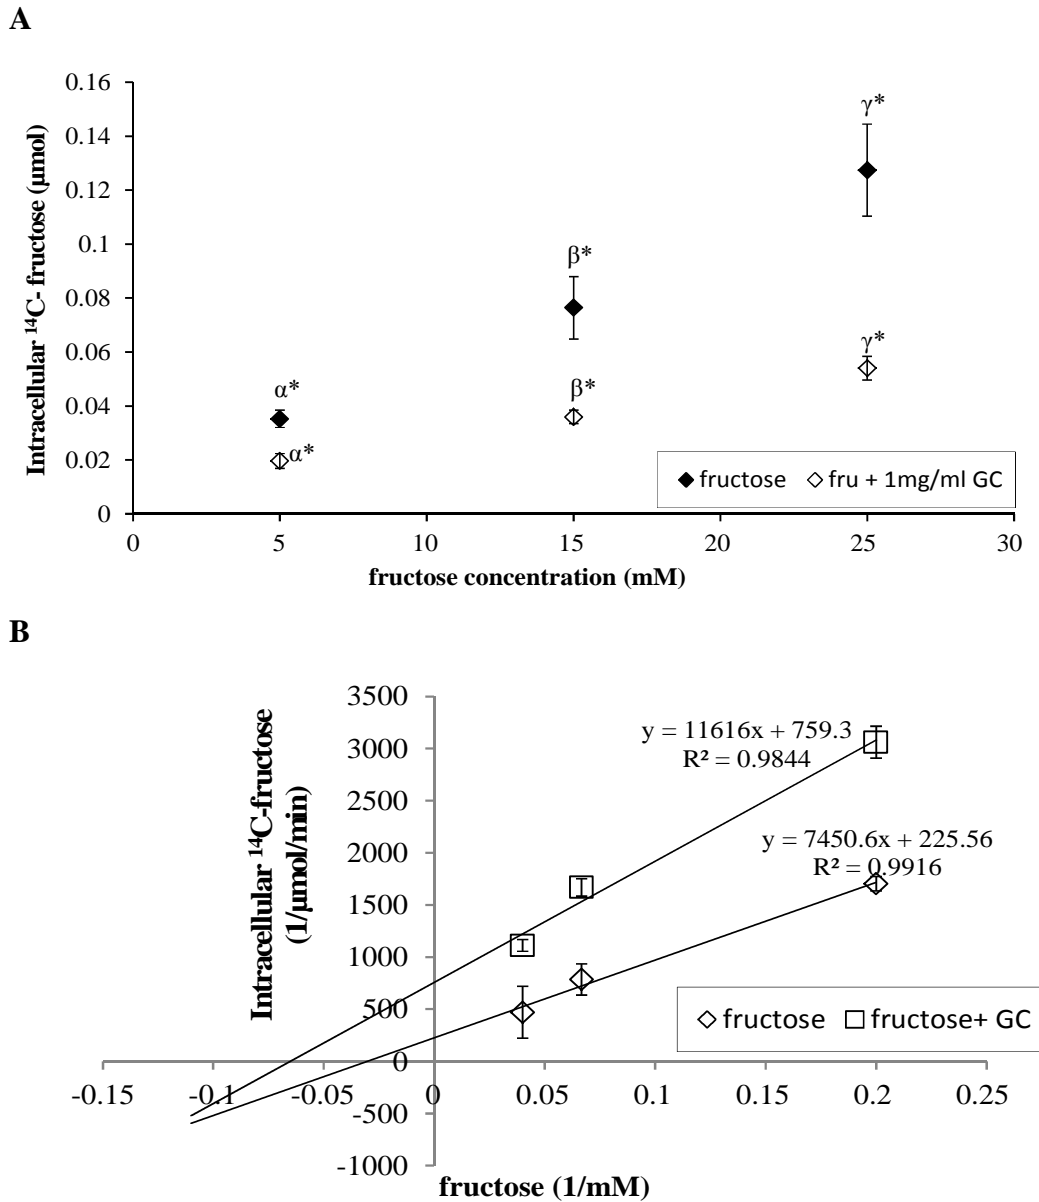 A
0.16
0.14
0.12
0.1
0.08
0.06
0.04
0.02
0
Intracellular ¹⁴C- fructose (µmol)
α*
α*
β*
β*
γ*
γ*
◆ fructose ◇ fru + 1mg/ml GC
0 5 10 15 20 25 30
fructose concentration (mM)
B
3500
3000
2500
2000
1500
1000
500
0
-500
-1000
Intracellular ¹⁴C-fructose
(1/µmol/min)
y = 11616x + 759.3
R² = 0.9844
y = 7450.6x + 225.56
R² = 0.9916
◇ fructose □ fructose+ GC
-0.15 -0.1 -0.05 0 0.05 0.1 0.15 0.2 0.25
fructose (1/mM)